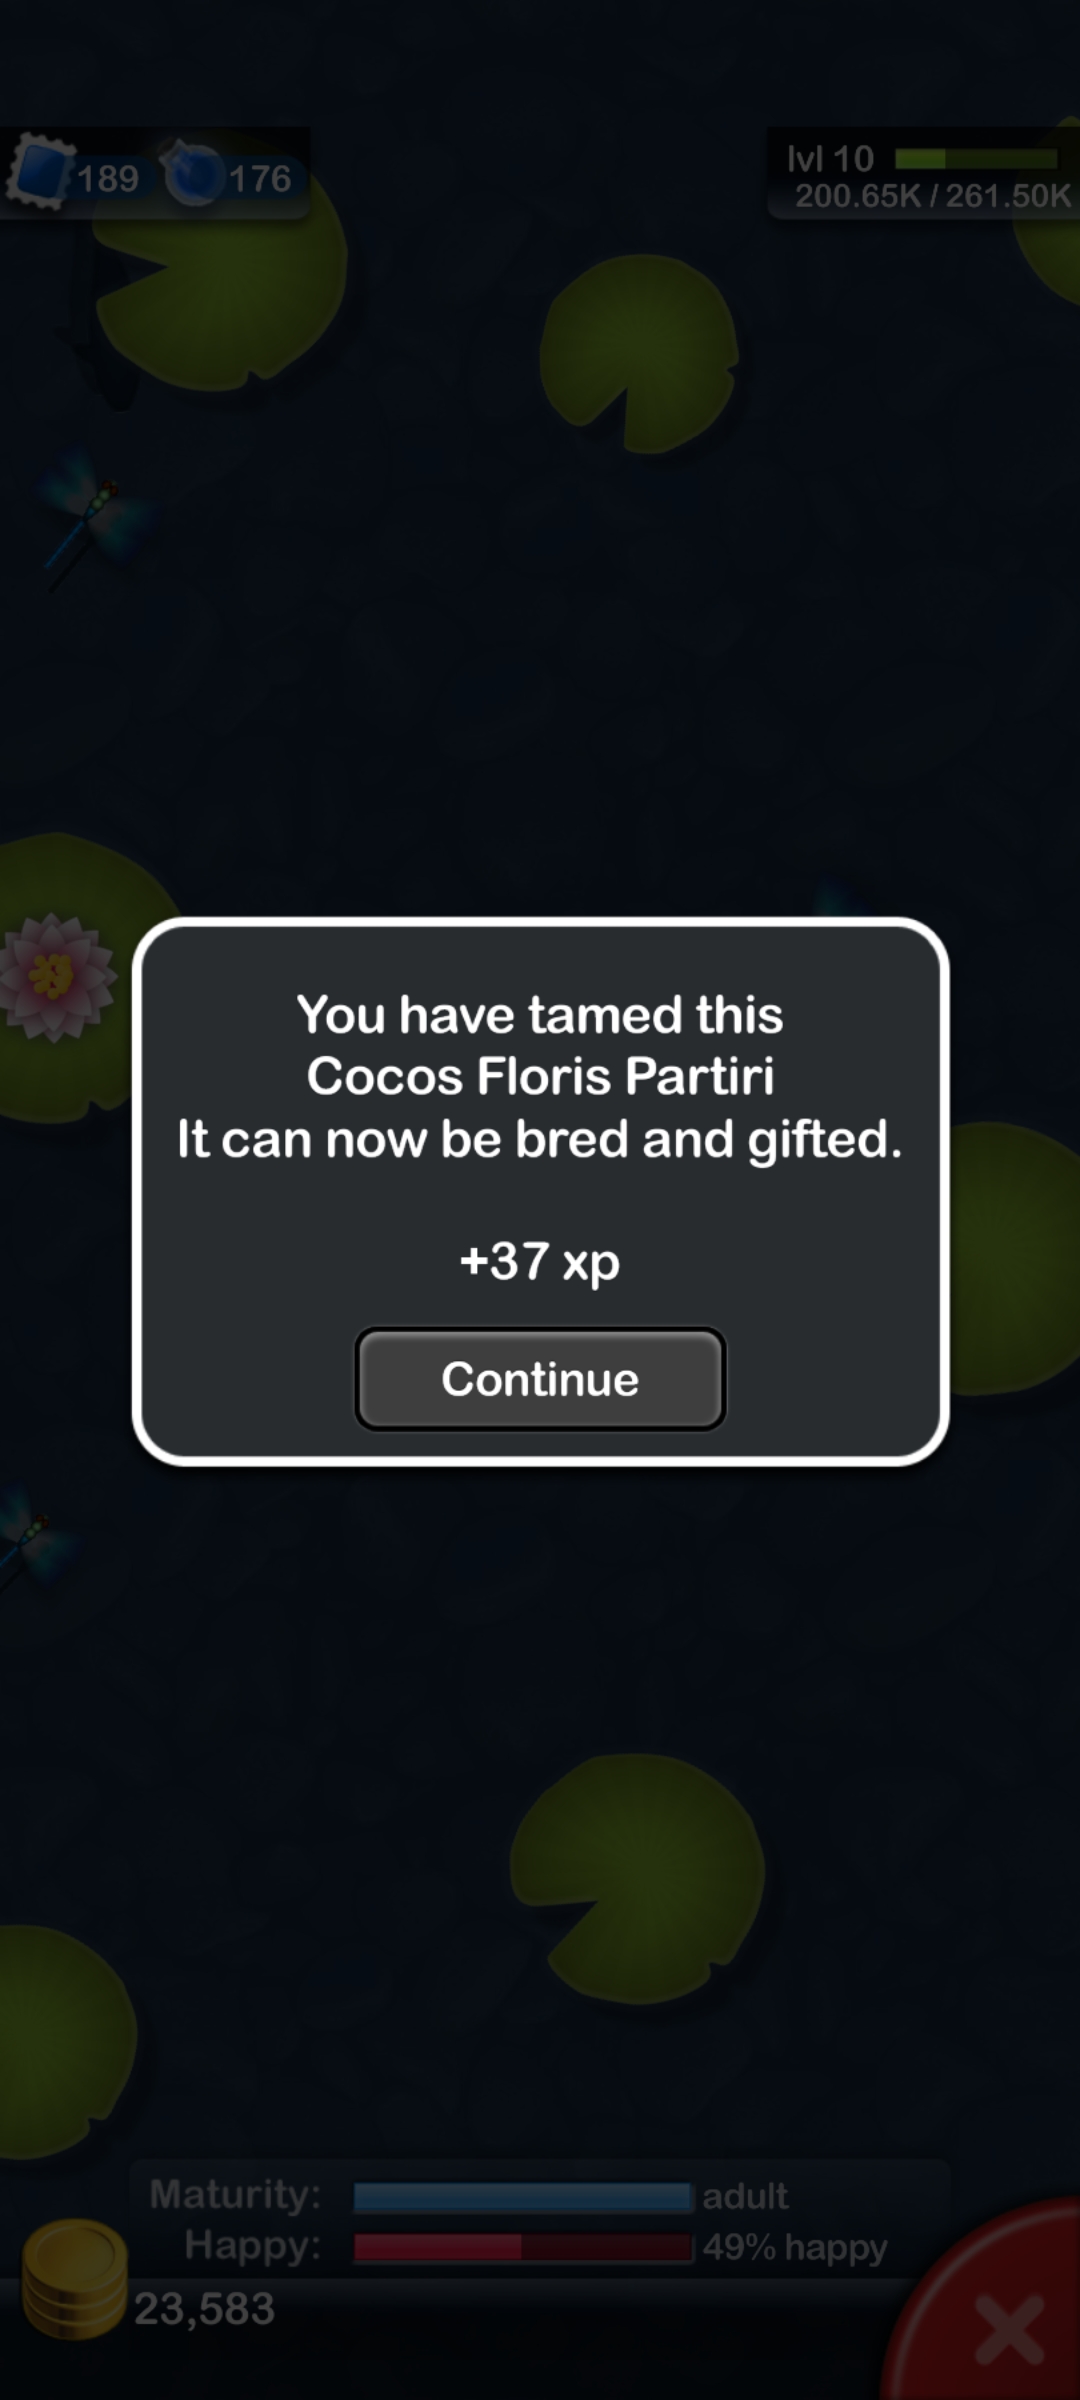 189 176
lvl 10
200.65K / 261.50K
You have tamed this
Cocos Floris Partiri
It can now be bred and gifted.
+37 xp
Continue
Maturity: adult
Happy: 49% happy
23,583